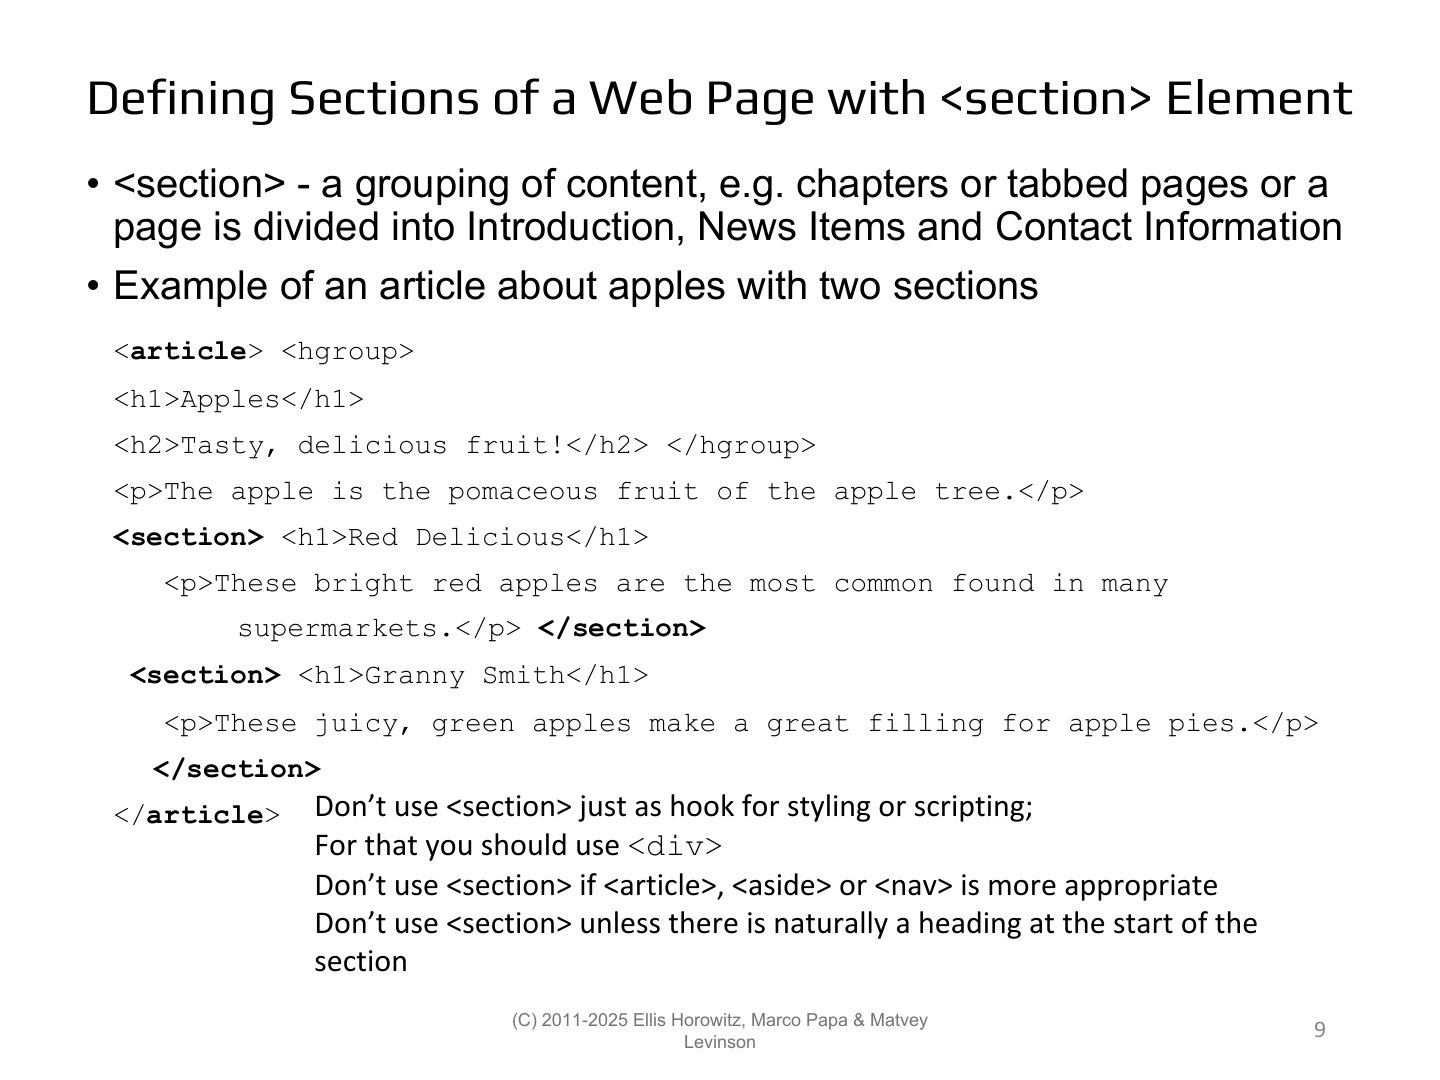 Defining Sections of a Web Page with <section> Element
• <section> - a grouping of content, e.g. chapters or tabbed pages or a
page is divided into Introduction, News Items and Contact Information
• Example of an article about apples with two sections
<article> <hgroup>
<h1>Apples</h1>
<h2>Tasty, delicious fruit!</h2> </hgroup>
<p>The apple is the pomaceous fruit of the apple tree.</p>
<section> <h1>Red Delicious</h1>
<p>These bright red apples are the most common found in many
supermarkets.</p> </section>
<section> <h1>Granny Smith</h1>
<p>These juicy, green apples make a great filling for apple pies.</p>
</section>
</article>
Don’t use <section> just as hook for styling or scripting;
For that you should use <div>
Don’t use <section> if <article>, <aside> or <nav> is more appropriate
Don’t use <section> unless there is naturally a heading at the start of the
section
(C) 2011-2025 Ellis Horowitz, Marco Papa & Matvey
Levinson
9